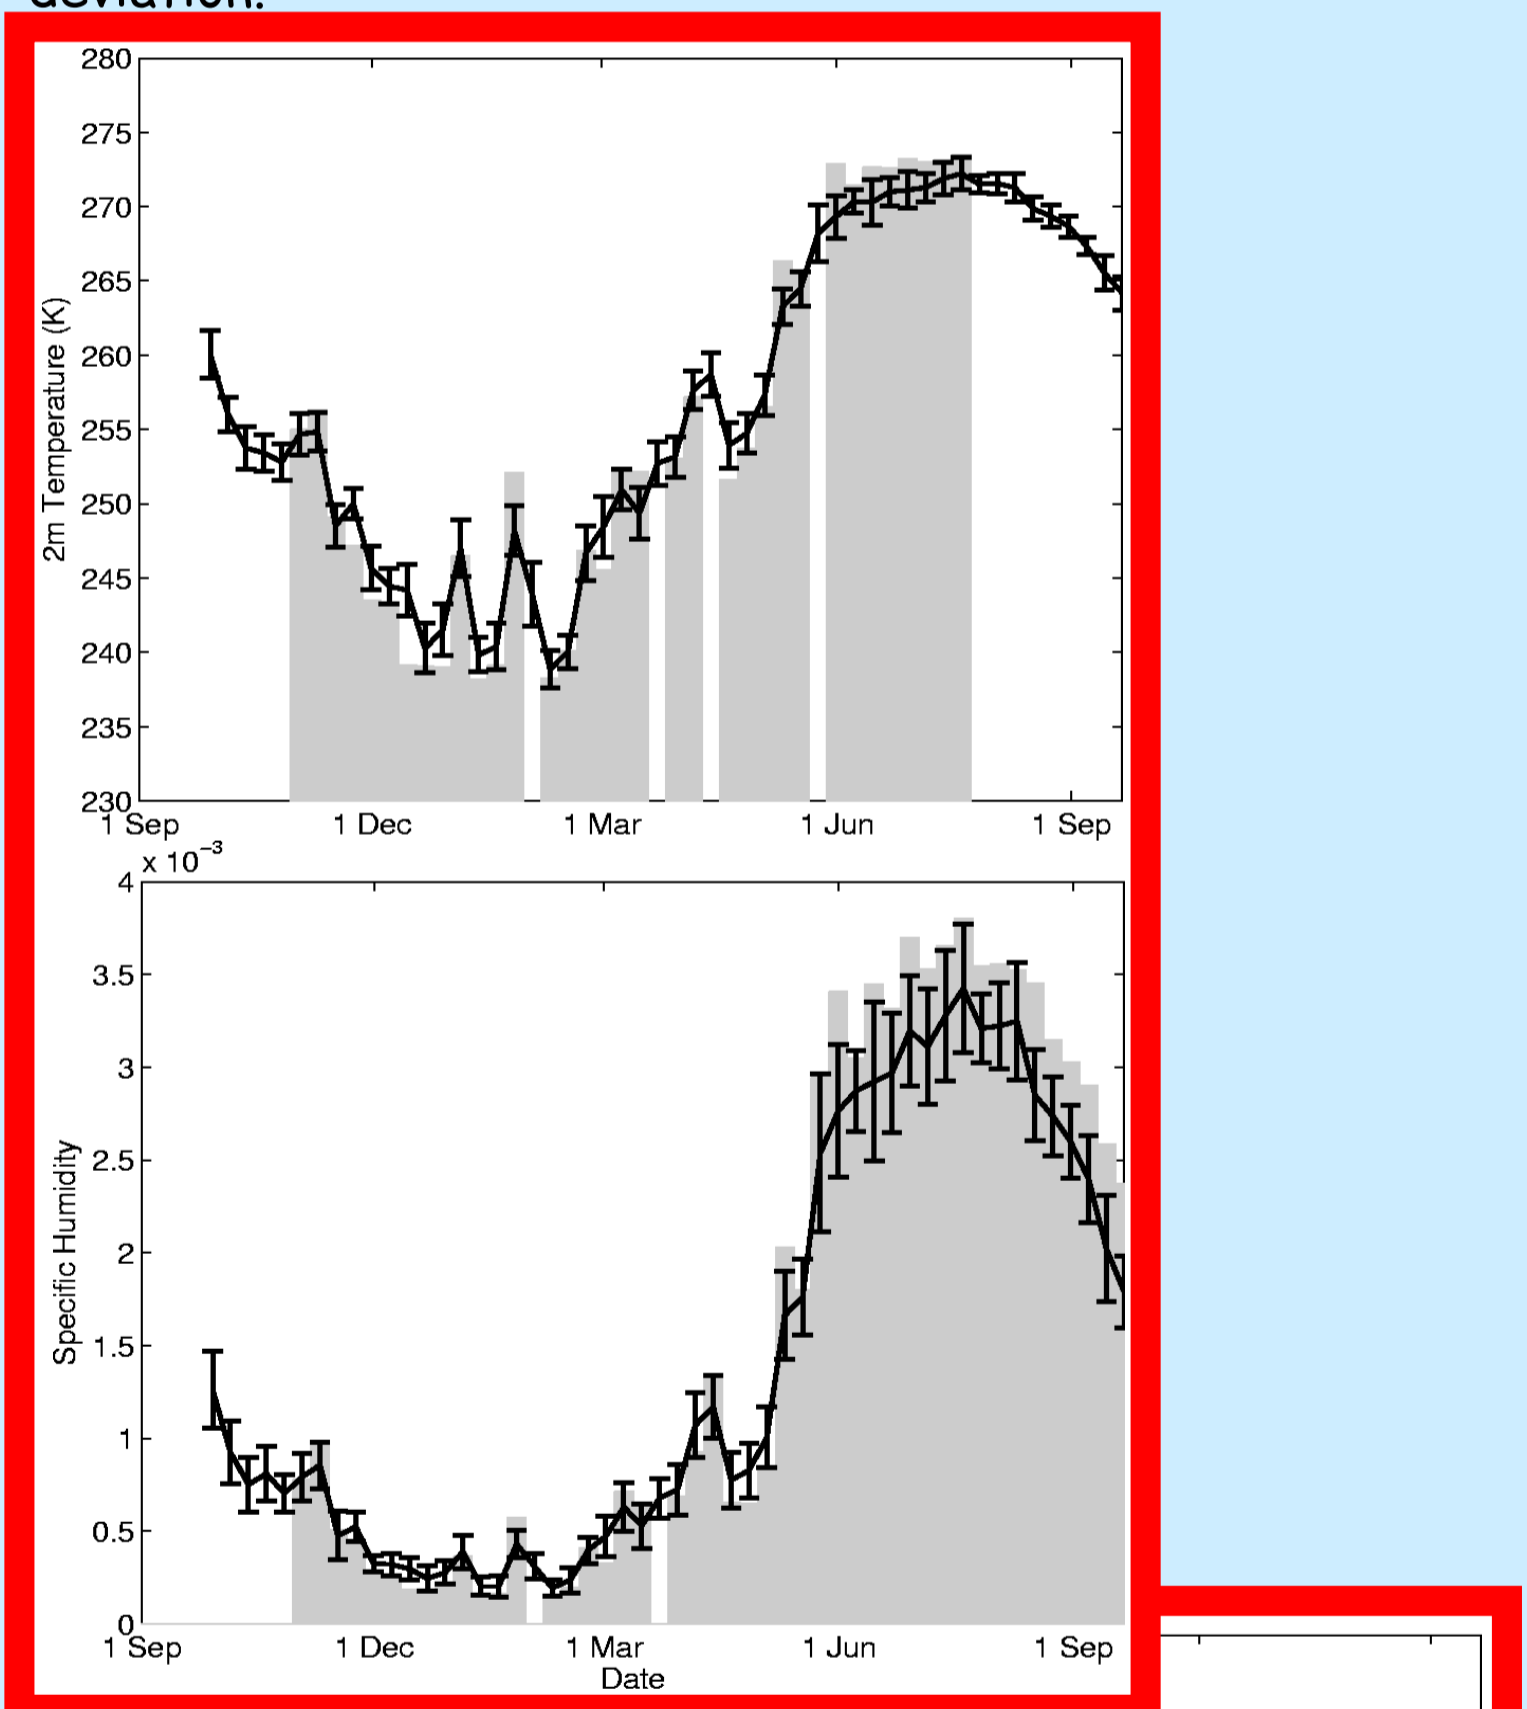 deviation.
280
275
270
265
260
255
250
245
240
235
230
2m Temperature (K)
1 Sep 1 Dec 1 Mar 1 Jun 1 Sep
x 10⁻³
4
3.5
3
2.5
2
1.5
1
0.5
0
Specific Humidity
1 Sep 1 Dec 1 Mar 1 Jun 1 Sep
Date